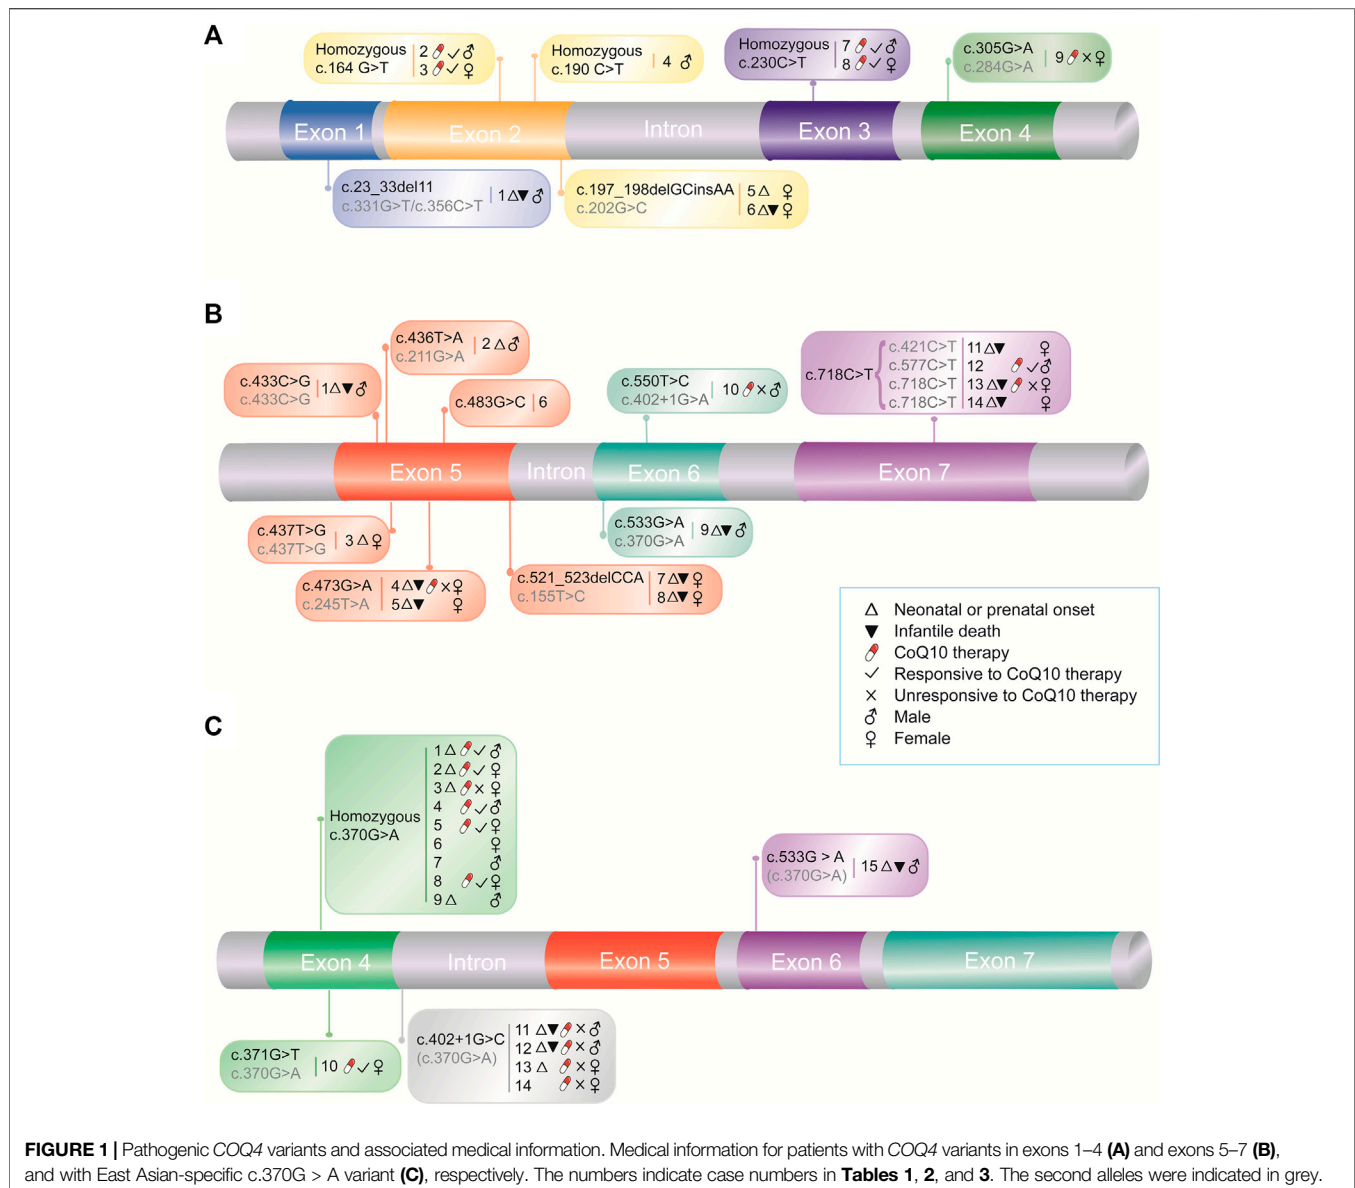 A
Homozygous
c.164 G>T
2 ✓ ♂
3 ✓ ♀
Homozygous
c.190 C>T
4 ♂
Homozygous
c.230C>T
7 ✓ ♂
8 ✓ ♀
c.305G>A
c.284G>A
9 × ♀
Exon 1
Exon 2
Intron
Exon 3
Exon 4
c.23_33del11
c.331G>T/c.356C>T
1 △▼ ♂
c.197_198delGCinsAA
c.202G>C
5 △ ♀
6 △▼ ♀
B
c.436T>A
c.211G>A
2 △ ♂
c.433C>G
c.433C>G
1 △▼ ♂
c.483G>C
6
c.550T>C
c.402+1G>A
10 × ♂
c.718C>T
c.421C>T 11 △▼ ♀
c.577C>T 12 ✓ ♂
c.718C>T 13 △▼ × ♀
c.718C>T 14 △▼ ♀
Exon 5
Intron
Exon 6
Exon 7
c.437T>G
c.437T>G
3 △ ♀
c.473G>A
c.245T>A
4 △▼ × ♀
5 △▼ ♀
c.521_523delCCA
c.155T>C
7 △▼ ♀
8 △▼ ♀
c.533G>A
c.370G>A
9 △▼ ♂
△ Neonatal or prenatal onset
▼ Infantile death
CoQ10 therapy
✓ Responsive to CoQ10 therapy
× Unresponsive to CoQ10 therapy
♂ Male
♀ Female
C
Homozygous
c.370G>A
1 △ ✓ ♂
2 △ ✓ ♀
3 △ × ♀
4 ✓ ♂
5 ✓ ♀
6 ♀
7 ♂
8 ✓ ♀
9 △ ♂
c.533G > A
(c.370G>A)
15 △▼ ♂
Exon 4
Intron
Exon 5
Exon 6
Exon 7
c.371G>T
c.370G>A
10 ✓ ♀
c.402+1G>C
(c.370G>A)
11 △▼ × ♂
12 △▼ × ♂
13 △ × ♀
14 × ♀
FIGURE 1 | Pathogenic COQ4 variants and associated medical information. Medical information for patients with COQ4 variants in exons 1–4 (A) and exons 5–7 (B),
and with East Asian-specific c.370G > A variant (C), respectively. The numbers indicate case numbers in Tables 1, 2, and 3. The second alleles were indicated in grey.